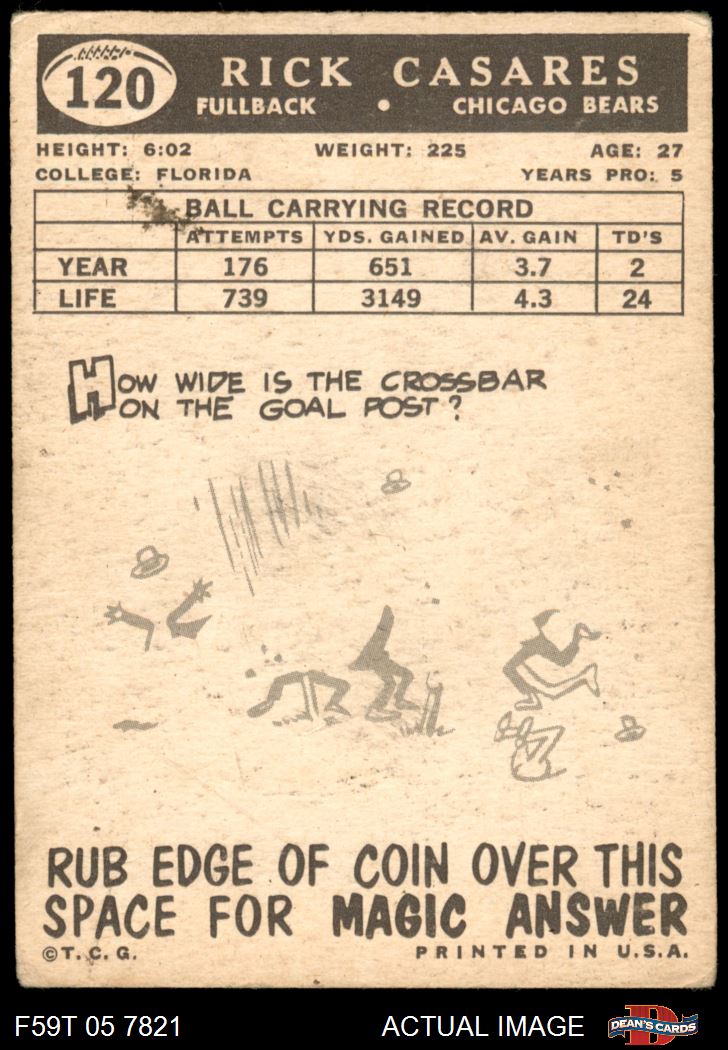 120
RICK CASARES
FULLBACK • CHICAGO BEARS
HEIGHT: 6:02 WEIGHT: 225 AGE: 27
COLLEGE: FLORIDA YEARS PRO: 5
BALL CARRYING RECORD
ATTEMPTS YDS. GAINED AV. GAIN TD'S
YEAR 176 651 3.7 2
LIFE 739 3149 4.3 24
HOW WIDE IS THE CROSSBAR
ON THE GOAL POST?
RUB EDGE OF COIN OVER THIS
SPACE FOR MAGIC ANSWER
©T. C. G. PRINTED IN U.S.A.
F59T 05 7821 ACTUAL IMAGE DEAN'S CARDS